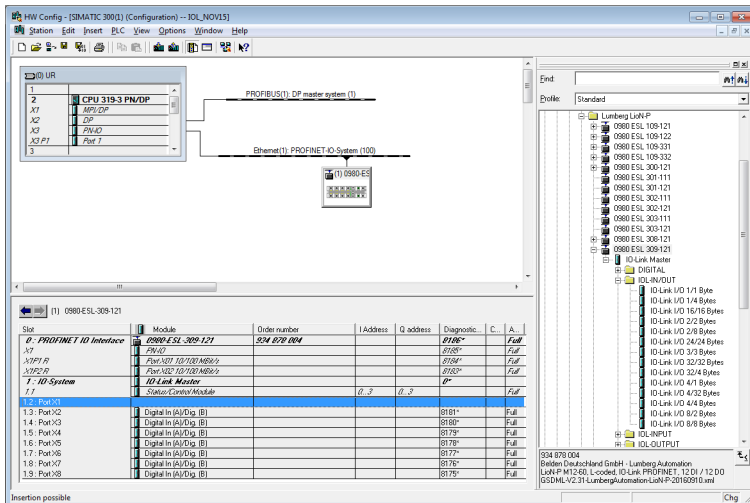 HW Config - [SIMATIC 300(1) (Configuration) -- IOL_NOV15]
Station Edit Insert PLC View Options Window Help
(0) UR
1
2 CPU 319-3 PN/DP
X1 MPI/DP
X2 DP
X3 PN-IO
X3 P1 Port 1
3
PROFIBUS(1): DP master system (1)
Ethernet(1): PROFINET-IO-System (100)
(1) 0980-ES
Find:
Profile: Standard
Lumberg LioN-P
0980 ESL 109-121
0980 ESL 109-122
0980 ESL 109-331
0980 ESL 109-332
0980 ESL 300-121
0980 ESL 301-111
0980 ESL 301-121
0980 ESL 302-111
0980 ESL 302-121
0980 ESL 303-111
0980 ESL 303-121
0980 ESL 308-121
0980 ESL 309-121
IO-Link Master
DIGITAL
IOL-IN/OUT
IO-Link I/O 1/1 Byte
IO-Link I/O 1/4 Bytes
IO-Link I/O 16/16 Bytes
IO-Link I/O 2/2 Bytes
IO-Link I/O 2/8 Bytes
IO-Link I/O 24/24 Bytes
IO-Link I/O 3/3 Bytes
IO-Link I/O 32/32 Bytes
IO-Link I/O 32/4 Bytes
IO-Link I/O 4/1 Bytes
IO-Link I/O 4/32 Bytes
IO-Link I/O 4/4 Bytes
IO-Link I/O 8/2 Bytes
IO-Link I/O 8/8 Bytes
IOL-INPUT
IOL-OUTPUT
934 878 004
Belden Deutschland GmbH - Lumberg Automation
LioN-P M12-60, L-coded, IO-Link PROFINET, 12 DI / 12 DO
GSDML-V2.31-LumbergAutomation-LioN-P-20160910.xml
(1) 0980-ESL-309-121
Slot Module Order number I Address Q address Diagnostic... C... A...
0 : PROFINET IO Interface 0980-ESL-309-121 934 878 004 8186* Full
X1 PN-IO 8185* Full
X1P1 R Port X01 10/100 MBit/s 8184* Full
X1P2 R Port X02 10/100 MBit/s 8183* Full
1 : IO-System IO-Link Master 0*
1.1 Status/Control Module 0...3 0...3 Full
1.2 : Port X1
1.3 : Port X2 Digital In (A)/Dig. (B) 8181* Full
1.4 : Port X3 Digital In (A)/Dig. (B) 8180* Full
1.5 : Port X4 Digital In (A)/Dig. (B) 8179* Full
1.6 : Port X5 Digital In (A)/Dig. (B) 8178* Full
1.7 : Port X6 Digital In (A)/Dig. (B) 8177* Full
1.8 : Port X7 Digital In (A)/Dig. (B) 8176* Full
1.9 : Port X8 Digital In (A)/Dig. (B) 8175* Full
Insertion possible
Chg